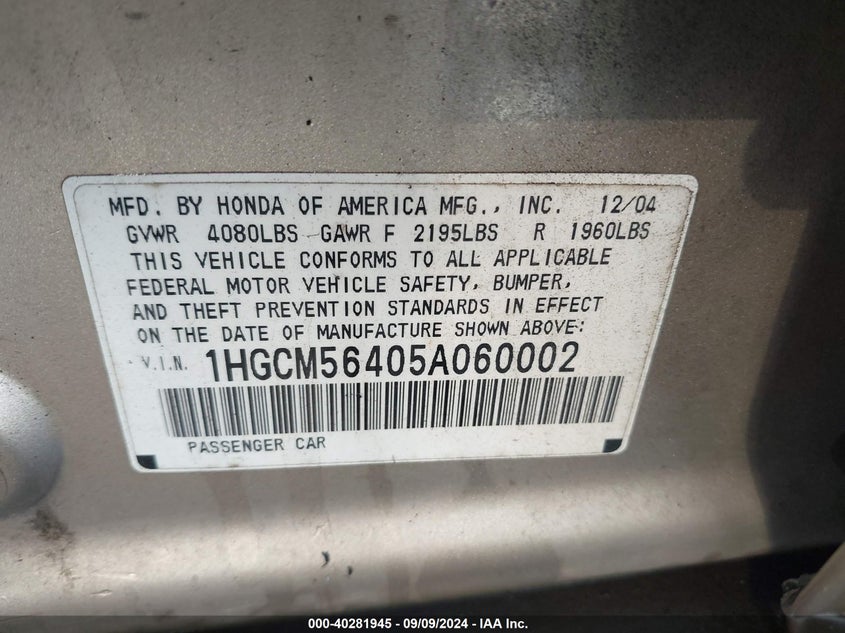 MFD. BY HONDA OF AMERICA MFG., INC. 12/04
GVWR 4080LBS GAWR F 2195LBS R 1960LBS
THIS VEHICLE CONFORMS TO ALL APPLICABLE
FEDERAL MOTOR VEHICLE SAFETY, BUMPER,
AND THEFT PREVENTION STANDARDS IN EFFECT
ON THE DATE OF MANUFACTURE SHOWN ABOVE:
V.I.N. 1HGCM56405A060002
PASSENGER CAR
000-40281945 - 09/09/2024 - IAA Inc.